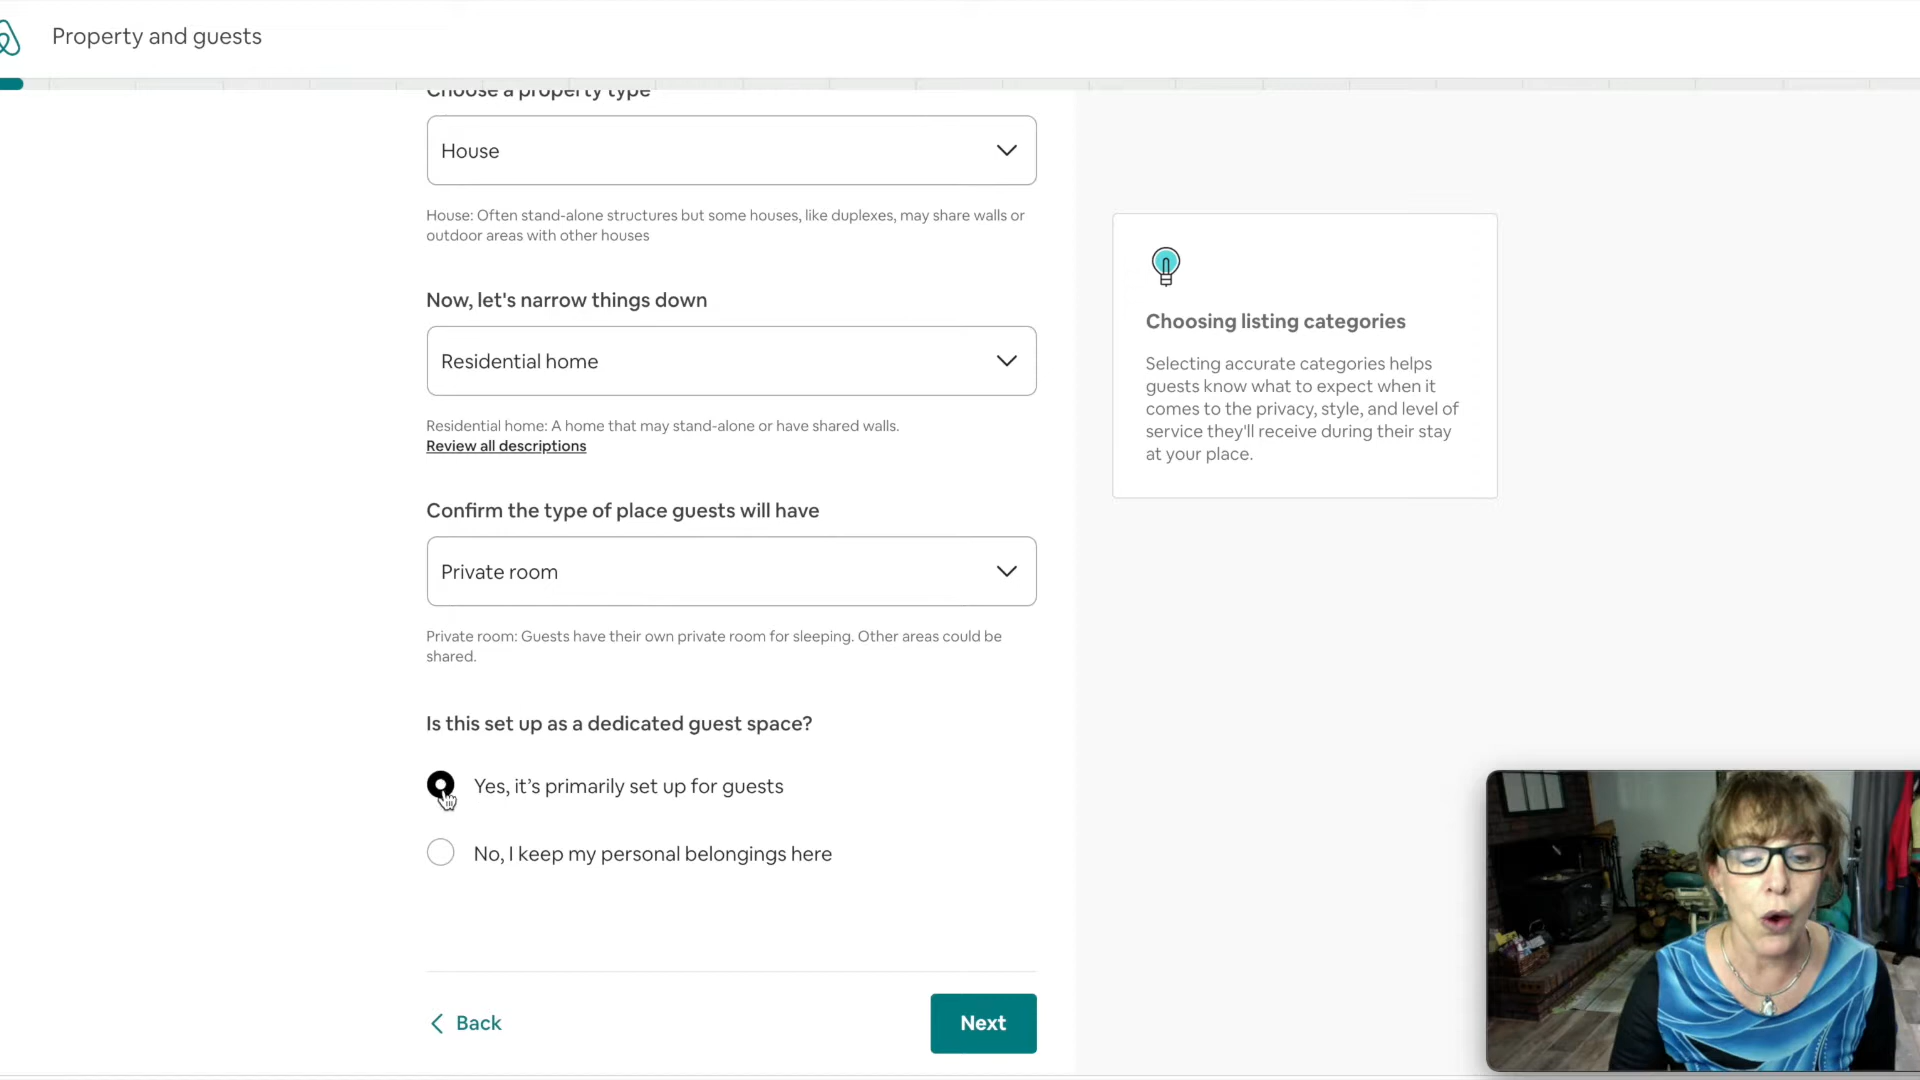 Property and guests
Choose a property type
House
House: Often stand-alone structures but some houses, like duplexes, may share walls or
outdoor areas with other houses
Now, let's narrow things down
Residential home
Residential home: A home that may stand-alone or have shared walls.
Review all descriptions
Confirm the type of place guests will have
Private room
Private room: Guests have their own private room for sleeping. Other areas could be
shared.
Is this set up as a dedicated guest space?
Yes, it’s primarily set up for guests
No, I keep my personal belongings here
Back
Next
Choosing listing categories
Selecting accurate categories helps
guests know what to expect when it
comes to the privacy, style, and level of
service they'll receive during their stay
at your place.